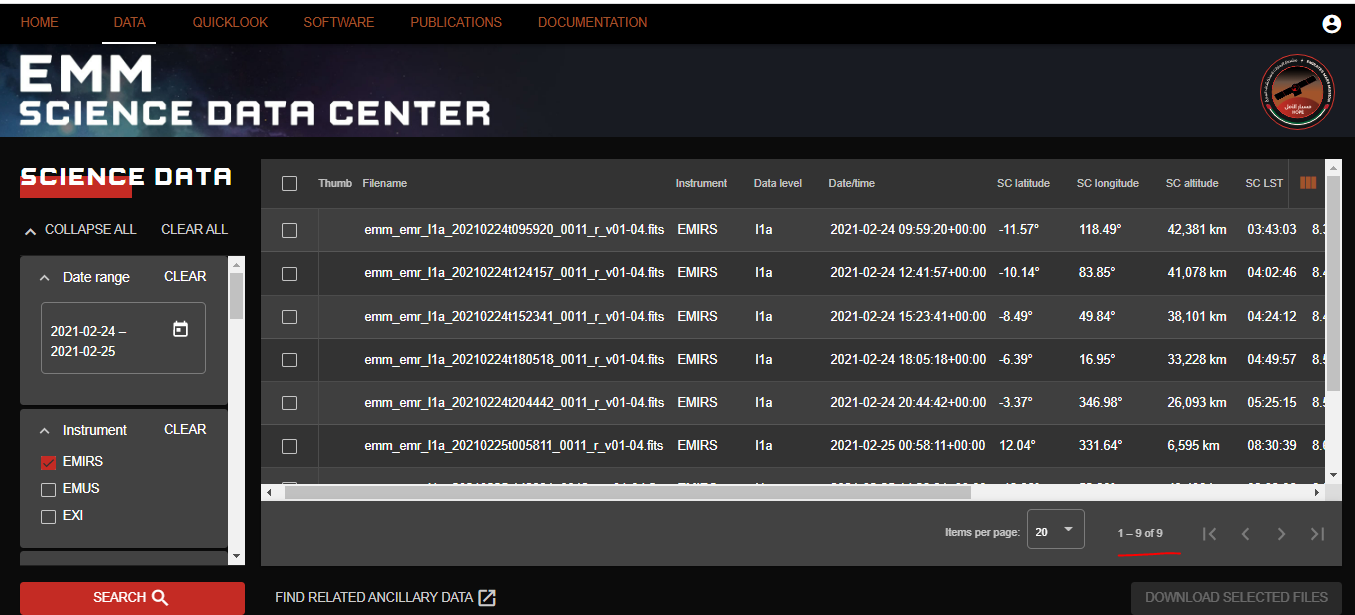 HOME DATA QUICKLOOK SOFTWARE PUBLICATIONS DOCUMENTATION
EMM
SCIENCE DATA CENTER
SCIENCE DATA
COLLAPSE ALL CLEAR ALL
Date range CLEAR
2021-02-24 –
2021-02-25
Instrument CLEAR
EMIRS
EMUS
EXI
SEARCH
Thumb Filename Instrument Data level Date/time SC latitude SC longitude SC altitude SC LST
emm_emr_l1a_20210224t095920_0011_r_v01-04.fits EMIRS l1a 2021-02-24 09:59:20+00:00 -11.57° 118.49° 42,381 km 03:43:03
emm_emr_l1a_20210224t124157_0011_r_v01-04.fits EMIRS l1a 2021-02-24 12:41:57+00:00 -10.14° 83.85° 41,078 km 04:02:46
emm_emr_l1a_20210224t152341_0011_r_v01-04.fits EMIRS l1a 2021-02-24 15:23:41+00:00 -8.49° 49.84° 38,101 km 04:24:12
emm_emr_l1a_20210224t180518_0011_r_v01-04.fits EMIRS l1a 2021-02-24 18:05:18+00:00 -6.39° 16.95° 33,228 km 04:49:57
emm_emr_l1a_20210224t204442_0011_r_v01-04.fits EMIRS l1a 2021-02-24 20:44:42+00:00 -3.37° 346.98° 26,093 km 05:25:15
emm_emr_l1a_20210225t005811_0011_r_v01-04.fits EMIRS l1a 2021-02-25 00:58:11+00:00 12.04° 331.64° 6,595 km 08:30:39
Items per page: 20 1 – 9 of 9
FIND RELATED ANCILLARY DATA DOWNLOAD SELECTED FILES